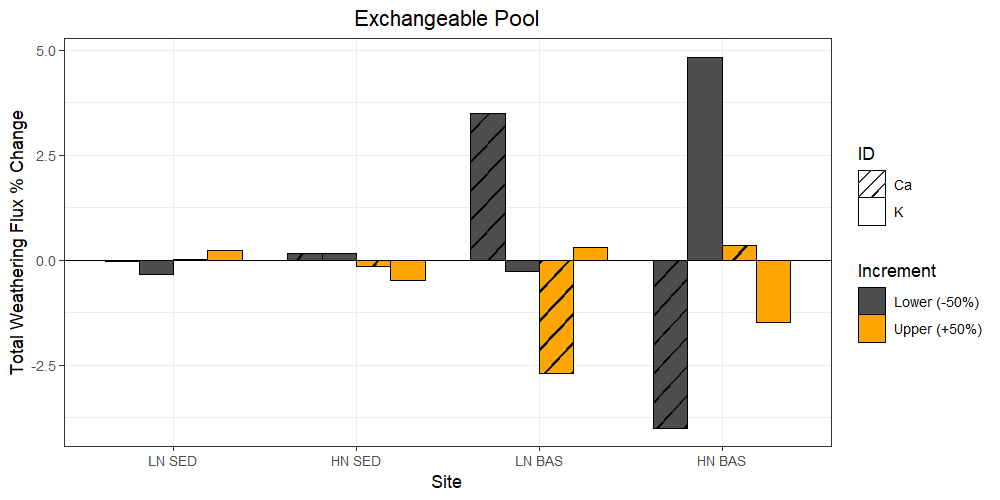 Exchangeable Pool
Total Weathering Flux % Change
5.0
2.5
0.0
-2.5
LN SED
HN SED
LN BAS
HN BAS
Site
ID
Ca
K
Increment
Lower (-50%)
Upper (+50%)